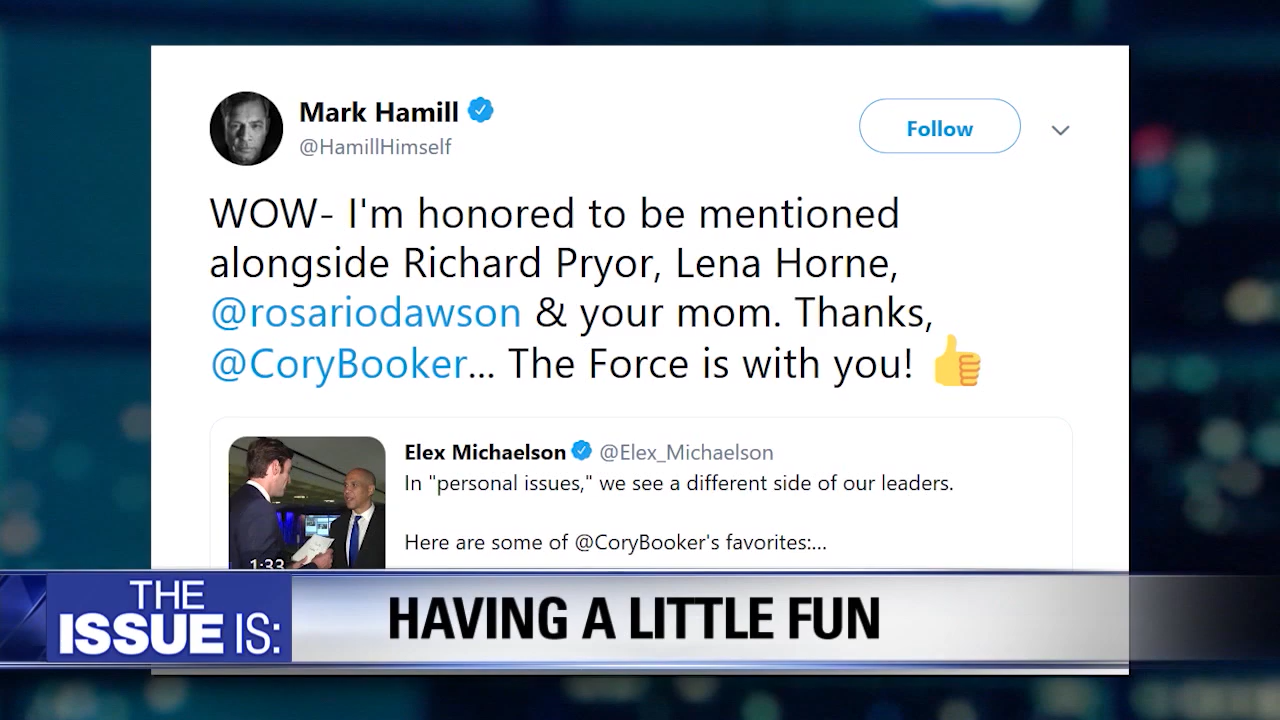 Mark Hamill
@HamillHimself
Follow
WOW- I'm honored to be mentioned
alongside Richard Pryor, Lena Horne,
@rosariodawson & your mom. Thanks,
@CoryBooker... The Force is with you! 👍
Elex Michaelson @Elex_Michaelson
In "personal issues," we see a different side of our leaders.
Here are some of @CoryBooker's favorites:...
1:33
THE
ISSUE IS:
HAVING A LITTLE FUN